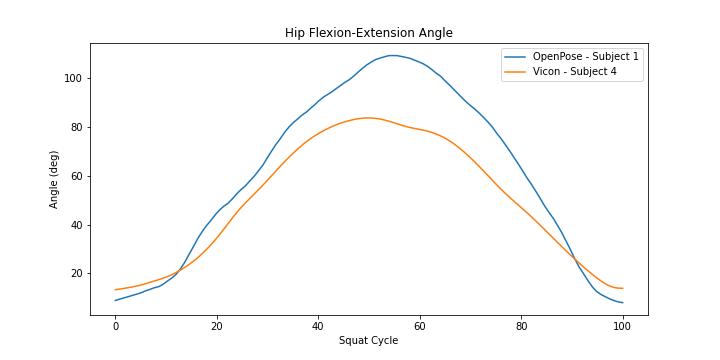 Hip Flexion-Extension Angle
OpenPose - Subject 1
Vicon - Subject 4
Angle (deg)
100
80
60
40
20
0 20 40 60 80 100
Squat Cycle